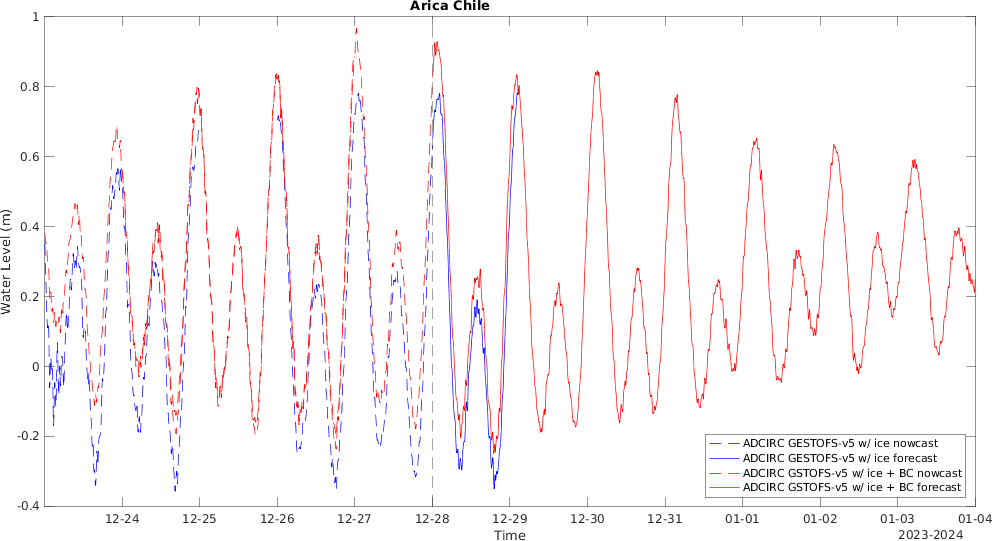 Arica Chile
1
0.8
0.6
0.4
0.2
0
-0.2
-0.4
Water Level (m)
ADCIRC GESTOFS-v5 w/ ice nowcast
ADCIRC GESTOFS-v5 w/ ice forecast
ADCIRC GSTOFS-v5 w/ ice + BC nowcast
ADCIRC GSTOFS-v5 w/ ice + BC forecast
12-24 12-25 12-26 12-27 12-28 12-29 12-30 12-31 01-01 01-02 01-03 01-04
Time
2023-2024